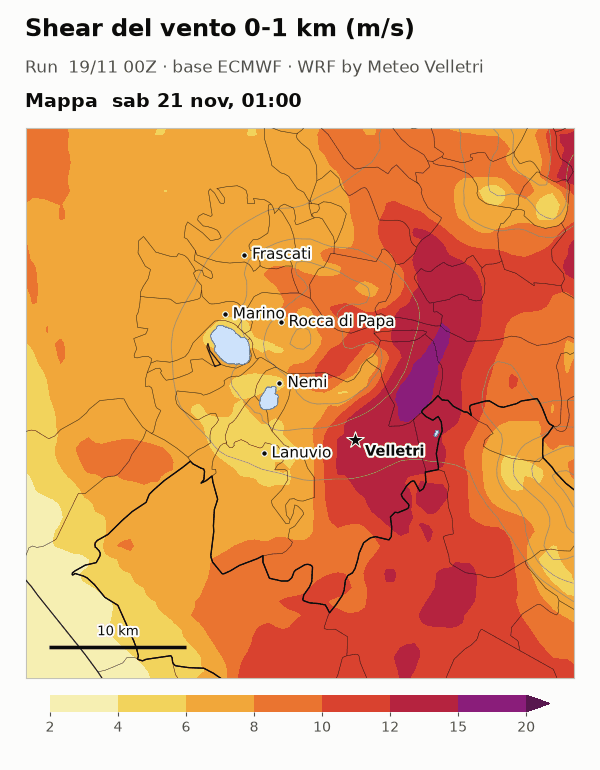 Shear del vento 0-1 km (m/s)
Run  19/11 00Z · base ECMWF · WRF by Meteo Velletri
Mappa  sab 21 nov, 01:00
Frascati
Marino
Rocca di Papa
Nemi
Velletri
Lanuvio
10 km
2 4 6 8 10 12 15 20